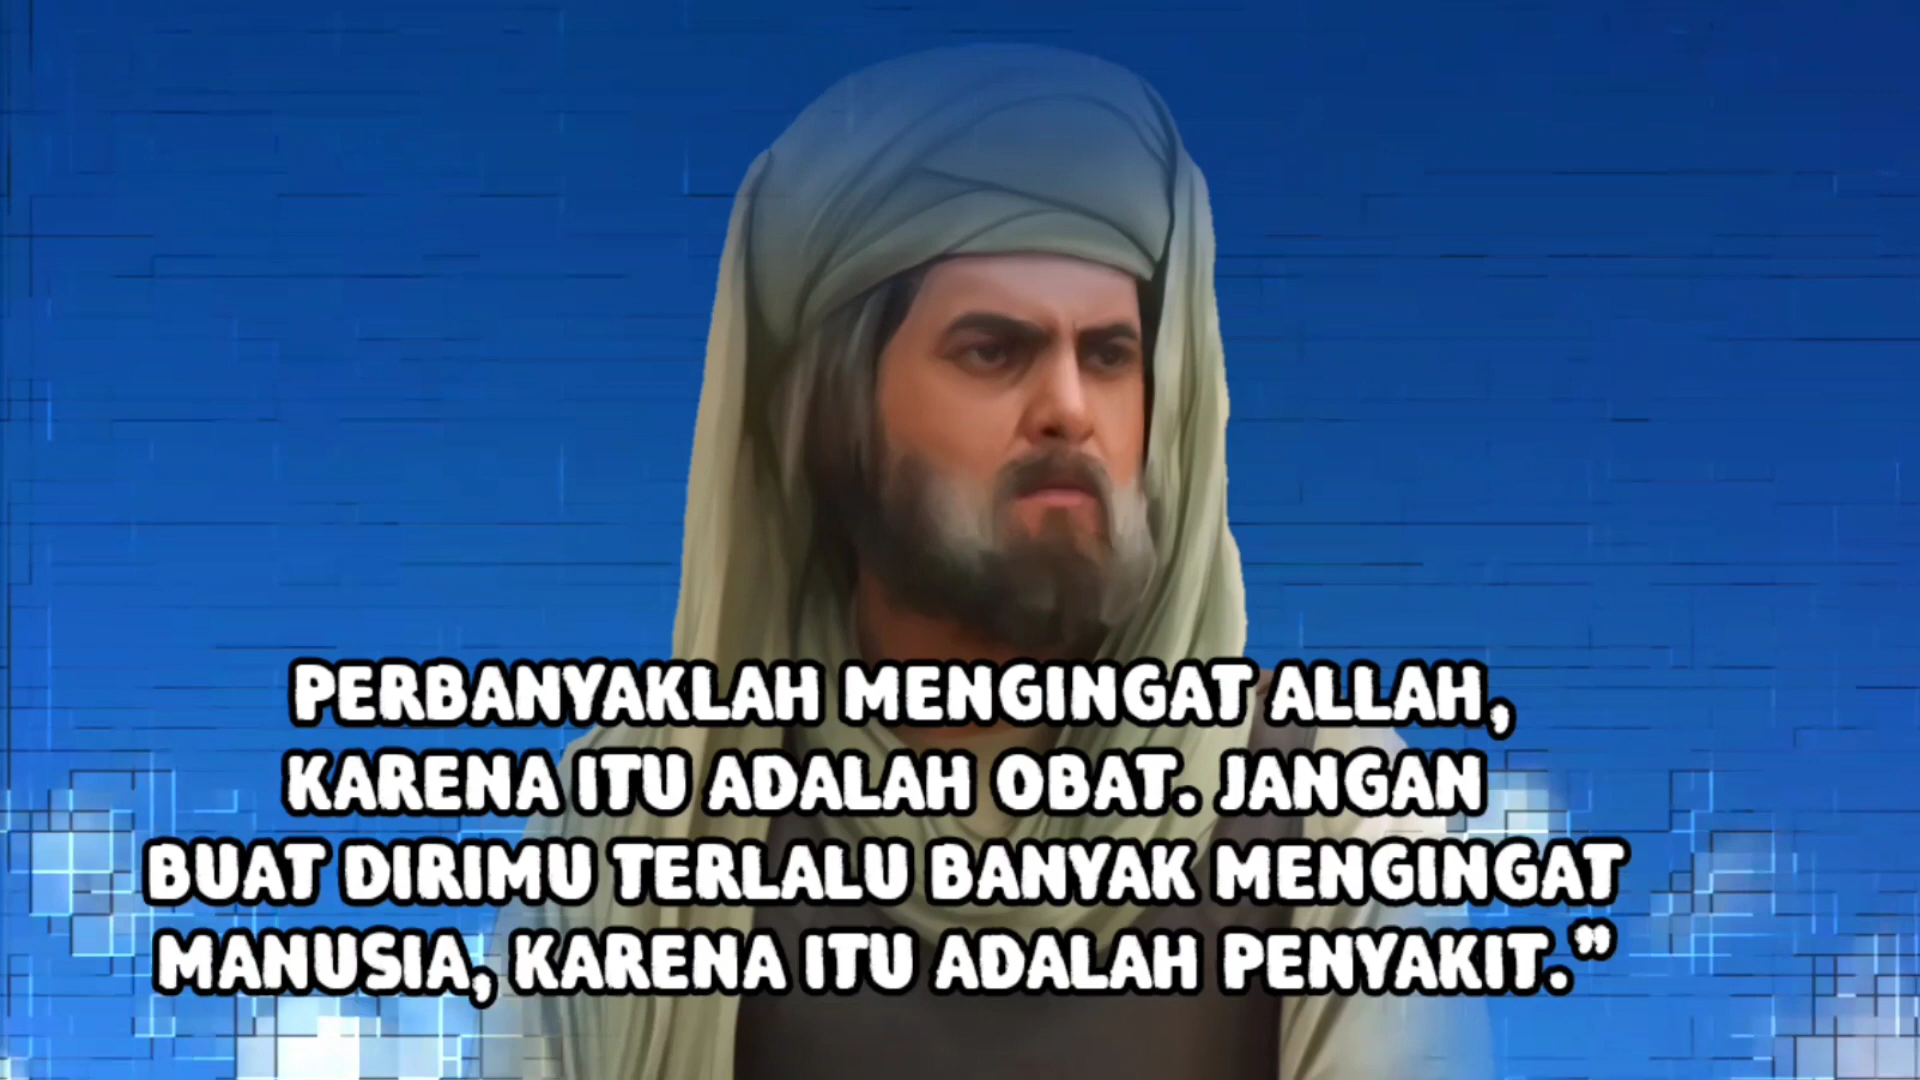 PERBANYAKLAH MENGINGAT ALLAH,
KARENA ITU ADALAH OBAT. JANGAN
BUAT DIRIMU TERLALU BANYAK MENGINGAT
MANUSIA, KARENA ITU ADALAH PENYAKIT.”